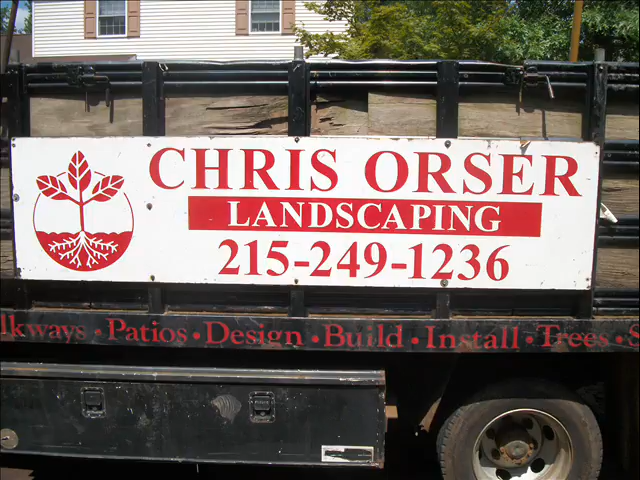 CHRIS ORSER
LANDSCAPING
215-249-1236
lkways • Patios • Design • Build • Install • Trees • S